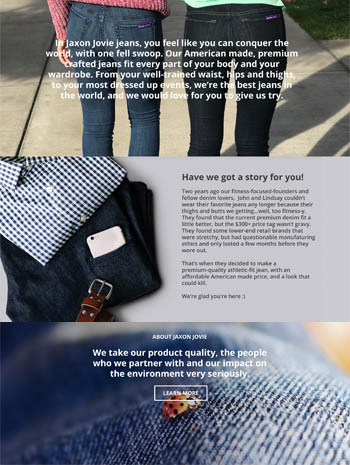 In Jaxon Jovie jeans, you feel like you can conquer the
world, with one fell swoop. Our American made, premium
crafted jeans fit every part of your body and your
wardrobe. From your well-trained waist, hips and thighs,
to your most dressed up events, we're the best jeans in
the world, and we would love for you to give us try.
Have we got a story for you!
Two years ago our fitness-focused-founders and
fellow denim lovers, John and Lindsay couldn't
wear their favorite jeans any longer because their
thighs and butts we getting...well, too fitness-y.
They found that the current premium denim fit a
little better, but the $300+ price tag wasn't gravy.
They found some lower-end retail brands that
were stretchy, but had questionable manufaturing
ethics and only lasted a few months before they
wore out.
That's when they decided to make a
premium-quality athletic-fit jean, with an
affordable American made price, and a look that
could kill.
We're glad you're here :)
ABOUT JAXON JOVIE
We take our product quality, the people
who we partner with and our impact on
the environment very seriously.
LEARN MORE